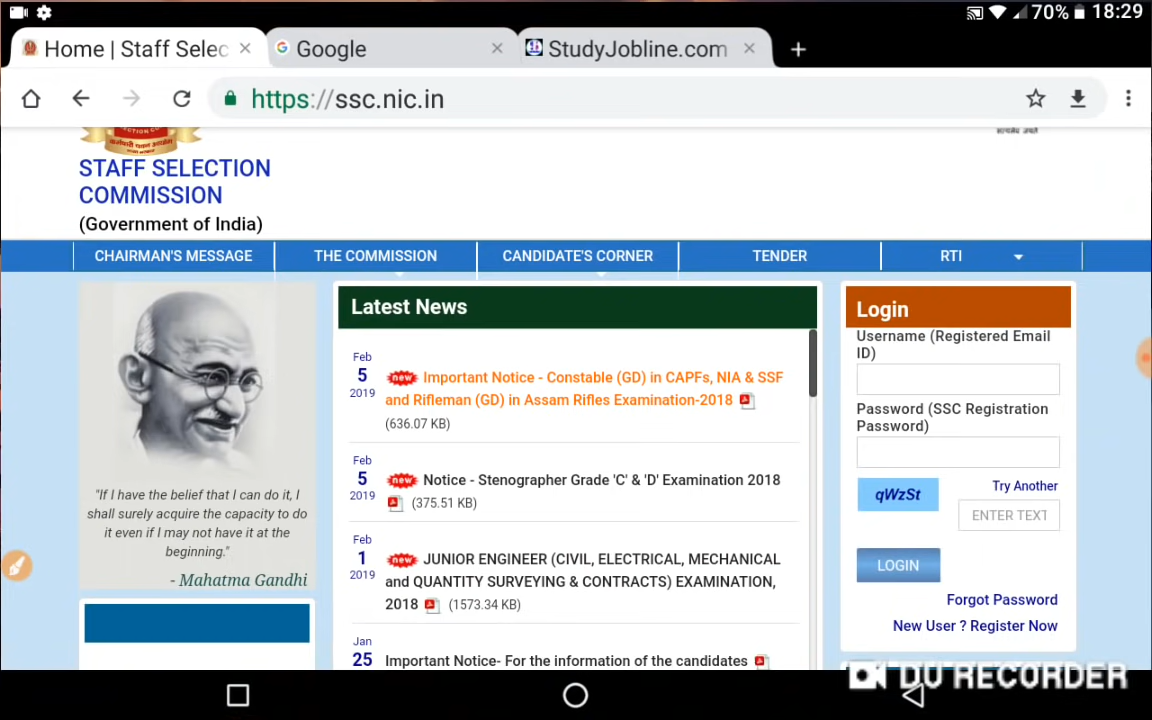 70% 18:29
Home | Staff Selec
Google
StudyJobline.com
https://ssc.nic.in
STAFF SELECTION
COMMISSION
(Government of India)
CHAIRMAN'S MESSAGE
THE COMMISSION
CANDIDATE'S CORNER
TENDER
RTI
"If I have the belief that I can do it, I
shall surely acquire the capacity to do
it even if I may not have it at the
beginning."
- Mahatma Gandhi
Latest News
Feb
5
2019
new Important Notice - Constable (GD) in CAPFs, NIA & SSF
and Rifleman (GD) in Assam Rifles Examination-2018
(636.07 KB)
Feb
5
2019
new Notice - Stenographer Grade 'C' & 'D' Examination 2018
(375.51 KB)
Feb
1
2019
new JUNIOR ENGINEER (CIVIL, ELECTRICAL, MECHANICAL
and QUANTITY SURVEYING & CONTRACTS) EXAMINATION,
2018 (1573.34 KB)
Jan
25
Important Notice- For the information of the candidates
Login
Username (Registered Email
ID)
Password (SSC Registration
Password)
qWzSt
Try Another
ENTER TEXT
LOGIN
Forgot Password
New User ? Register Now
DU RECORDER